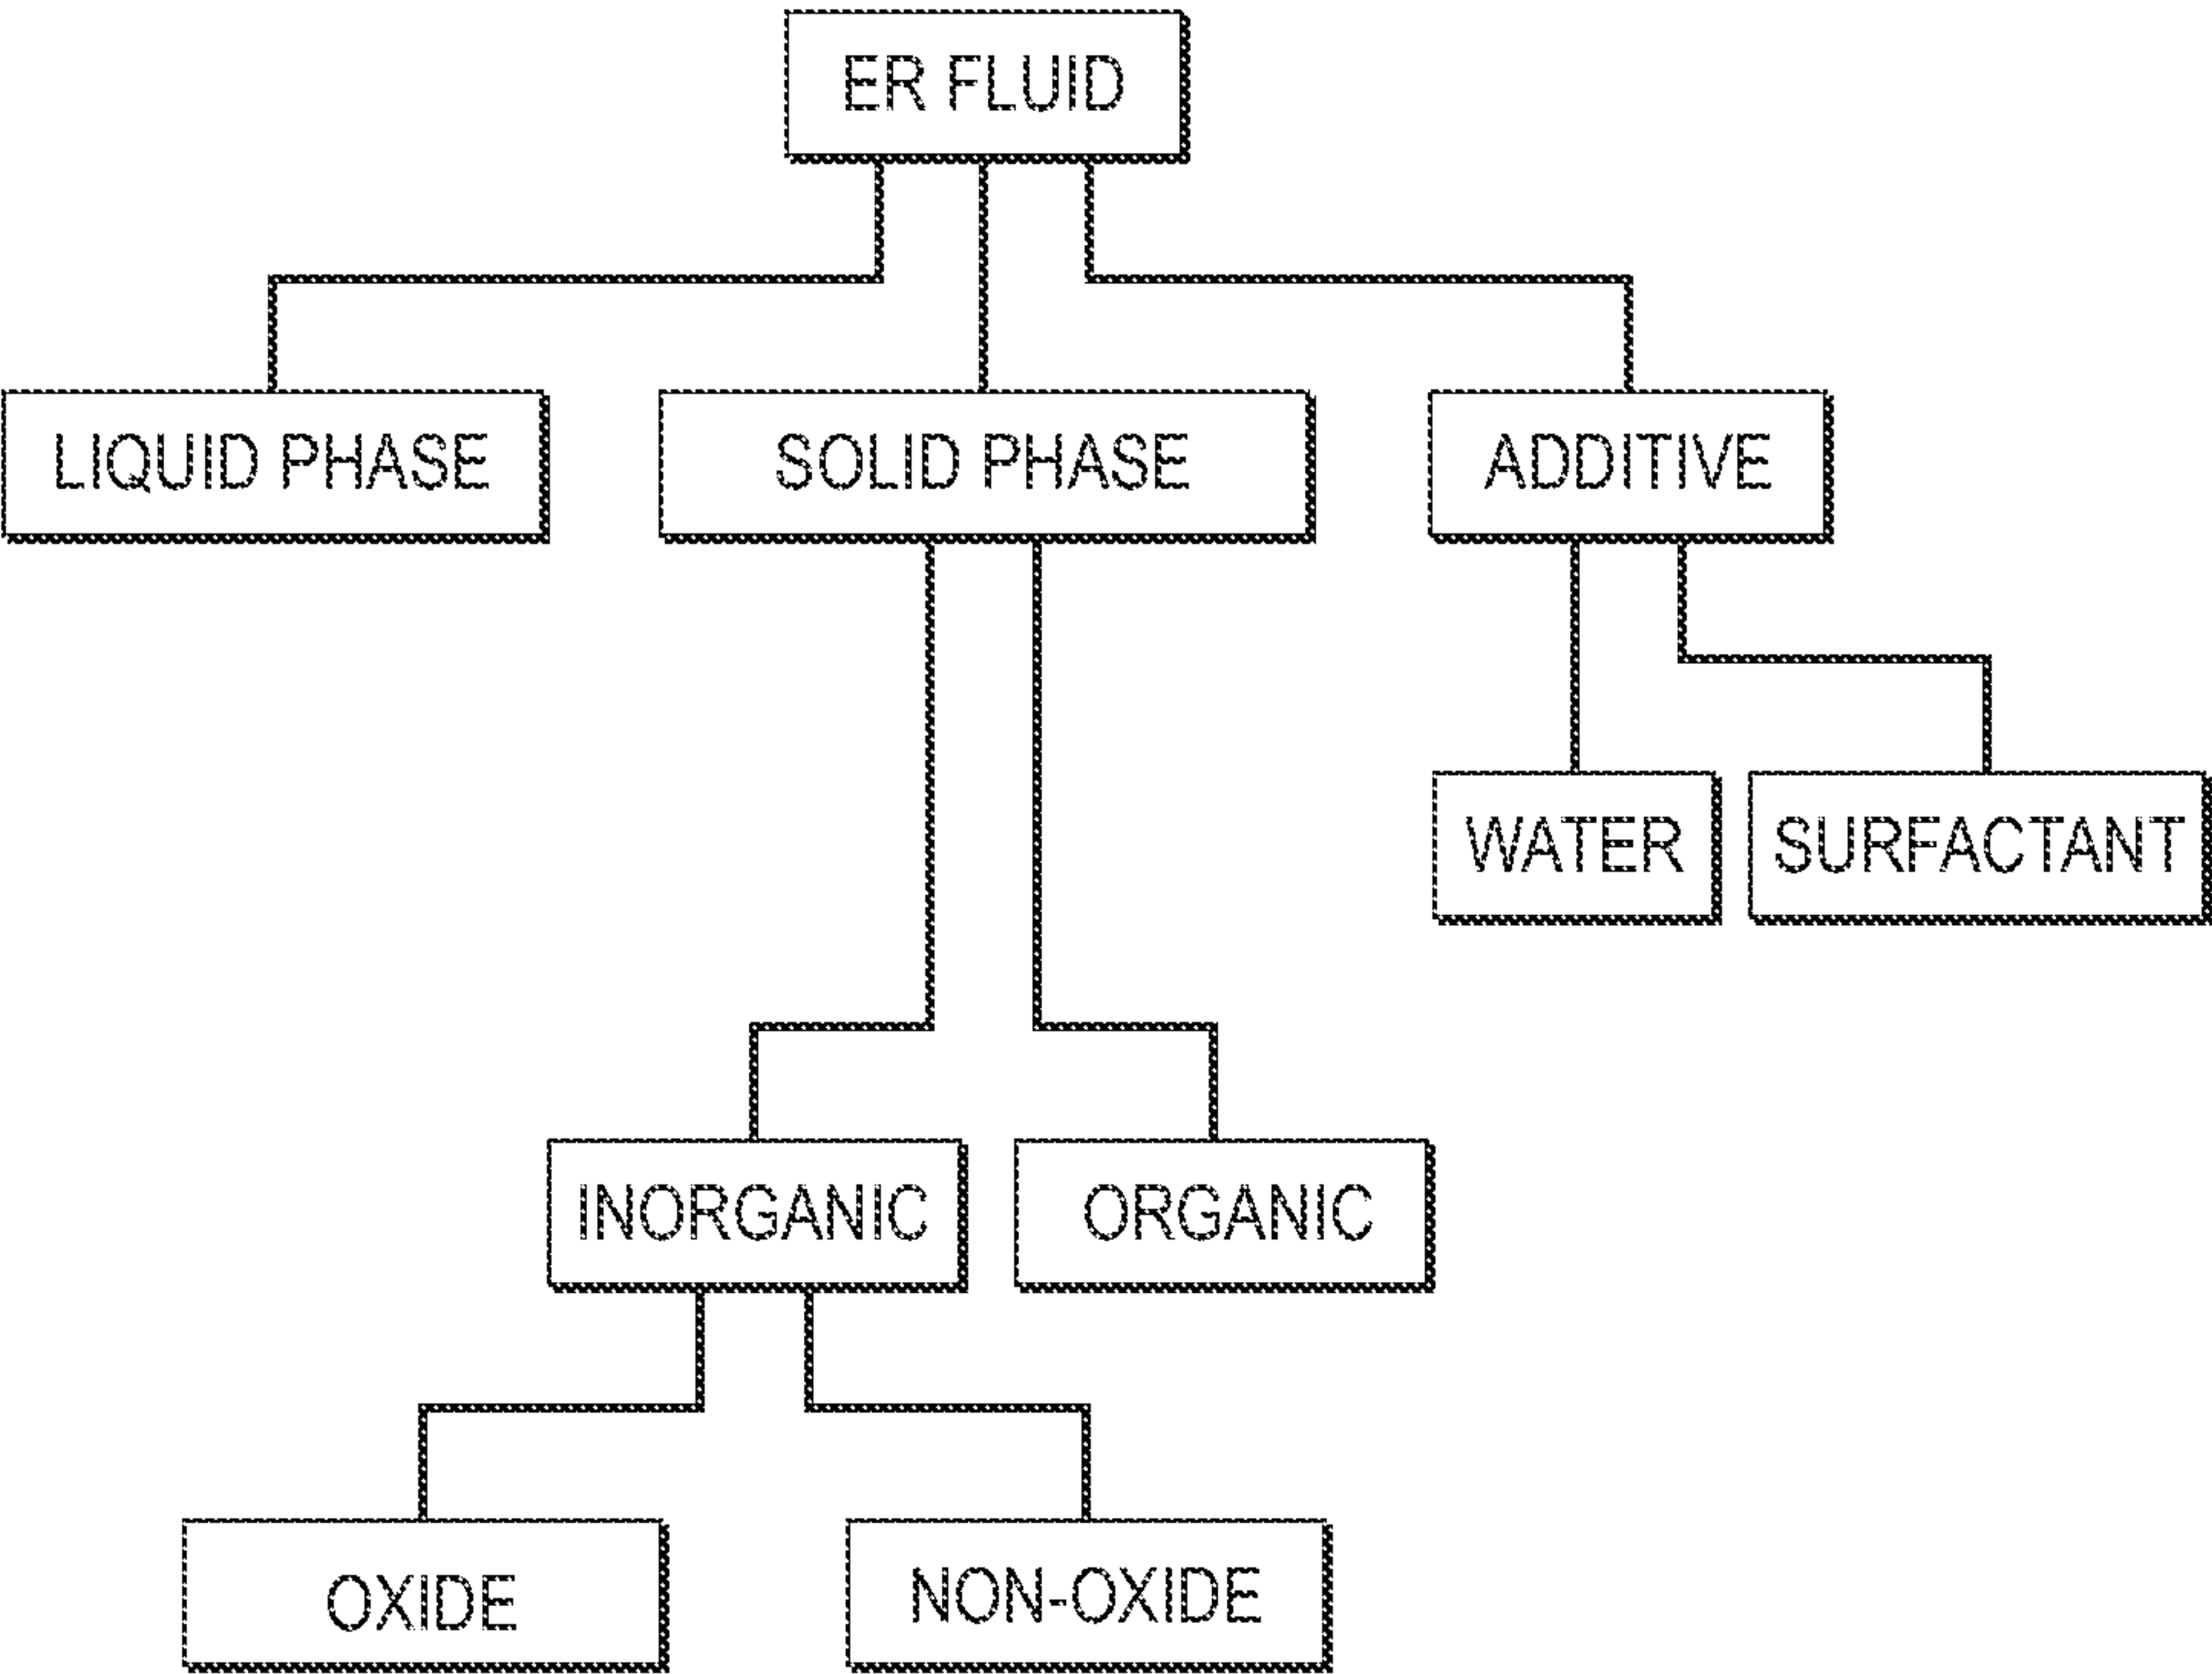 ER FLUID
LIQUID PHASE
SOLID PHASE
ADDITIVE
WATER
SURFACTANT
INORGANIC
ORGANIC
OXIDE
NON-OXIDE